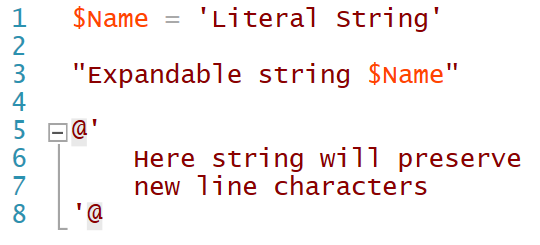 1 $Name = 'Literal String'
2
3 "Expandable string $Name"
4
5 @'
6 Here string will preserve
7 new line characters
8 '@